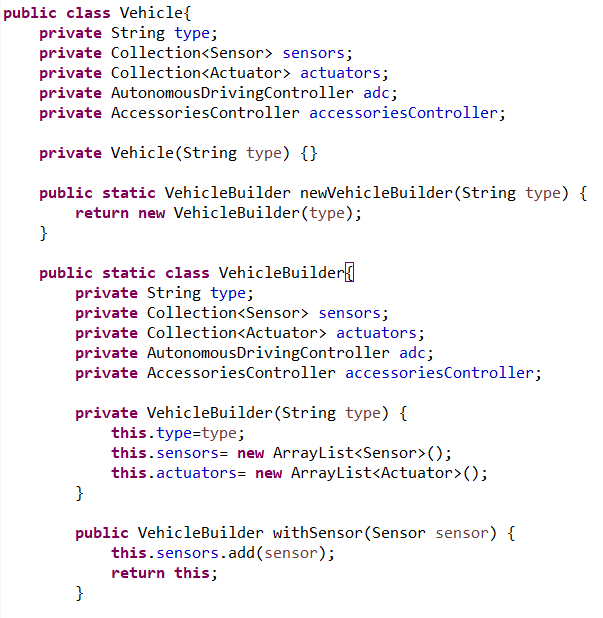 public class Vehicle{
    private String type;
    private Collection<Sensor> sensors;
    private Collection<Actuator> actuators;
    private AutonomousDrivingController adc;
    private AccessoriesController accessoriesController;

    private Vehicle(String type) {}

    public static VehicleBuilder newVehicleBuilder(String type) {
        return new VehicleBuilder(type);
    }

    public static class VehicleBuilder{
        private String type;
        private Collection<Sensor> sensors;
        private Collection<Actuator> actuators;
        private AutonomousDrivingController adc;
        private AccessoriesController accessoriesController;

        private VehicleBuilder(String type) {
            this.type=type;
            this.sensors= new ArrayList<Sensor>();
            this.actuators= new ArrayList<Actuator>();
        }

        public VehicleBuilder withSensor(Sensor sensor) {
            this.sensors.add(sensor);
            return this;
        }